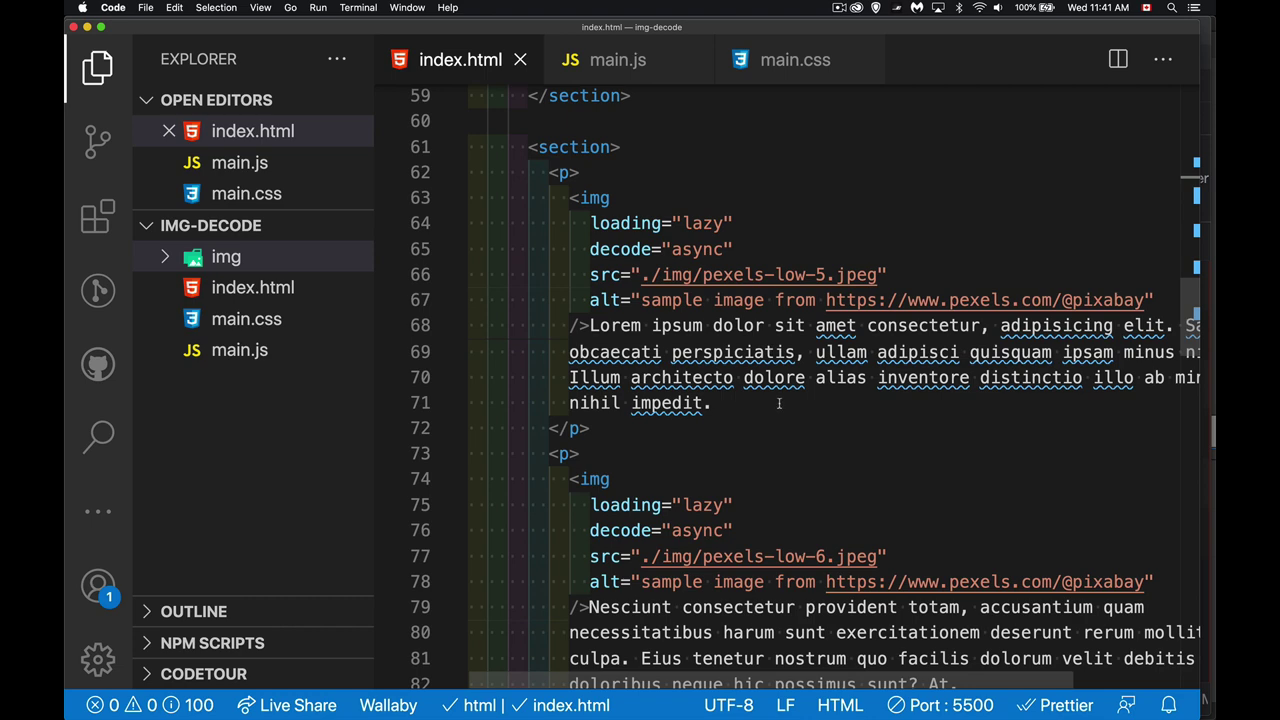 Code File Edit Selection View Go Run Terminal Window Help 100% Wed 11:41 AM
index.html — img-decode
EXPLORER
OPEN EDITORS
index.html
JS main.js
main.css
IMG-DECODE
img
index.html
main.css
JS main.js
OUTLINE
NPM SCRIPTS
CODETOUR
1
index.html
JS main.js
main.css
59 </section>
60
61 <section>
62 <p>
63 <img
64 loading="lazy"
65 decode="async"
66 src="./img/pexels-low-5.jpeg"
67 alt="sample image from https://www.pexels.com/@pixabay"
68 />Lorem ipsum dolor sit amet consectetur, adipisicing elit. Sa
69 obcaecati perspiciatis, ullam adipisci quisquam ipsam minus ni
70 Illum architecto dolore alias inventore distinctio illo ab min
71 nihil impedit.
72 </p>
73 <p>
74 <img
75 loading="lazy"
76 decode="async"
77 src="./img/pexels-low-6.jpeg"
78 alt="sample image from https://www.pexels.com/@pixabay"
79 />Nesciunt consectetur provident totam, accusantium quam
80 necessitatibus harum sunt exercitationem deserunt rerum mollit
81 culpa. Eius tenetur nostrum quo facilis dolorum velit debitis
82 doloribus neque hic possimus sunt? At.
0 0 100 Live Share Wallaby html | index.html UTF-8 LF HTML Port : 5500 Prettier